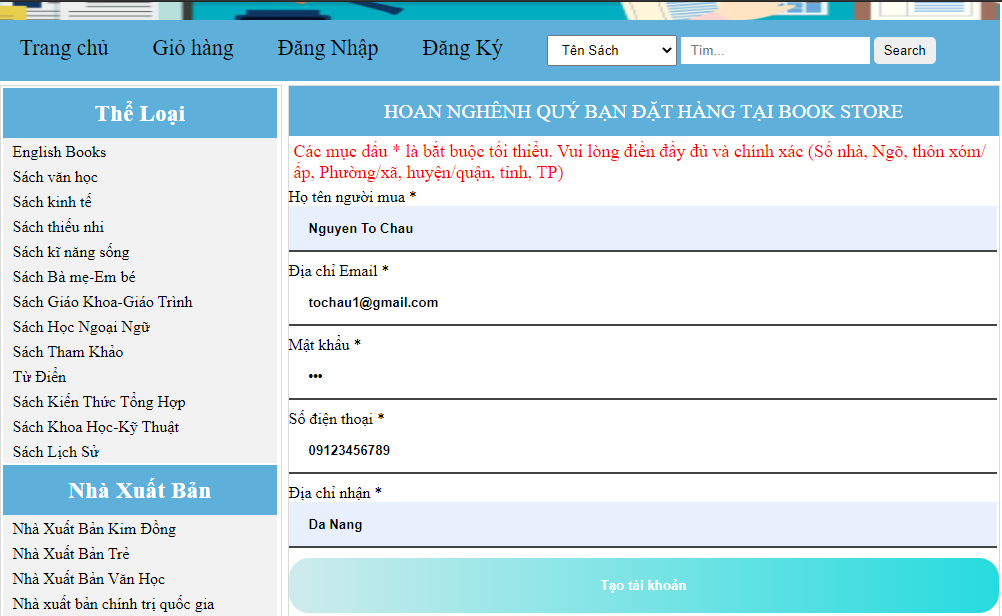 Trang chủ Giỏ hàng Đăng Nhập Đăng Ký Tên Sách Tìm... Search
Thể Loại
English Books
Sách văn học
Sách kinh tế
Sách thiếu nhi
Sách kĩ năng sống
Sách Bà mẹ-Em bé
Sách Giáo Khoa-Giáo Trình
Sách Học Ngoại Ngữ
Sách Tham Khảo
Từ Điển
Sách Kiến Thức Tổng Hợp
Sách Khoa Học-Kỹ Thuật
Sách Lịch Sử
Nhà Xuất Bản
Nhà Xuất Bản Kim Đồng
Nhà Xuất Bản Trẻ
Nhà Xuất Bản Văn Học
Nhà xuất bản chính trị quốc gia
HOAN NGHÊNH QUÝ BẠN ĐẶT HÀNG TẠI BOOK STORE
Các mục dấu * là bắt buộc tối thiểu. Vui lòng điền đầy đủ và chính xác (Số nhà, Ngõ, thôn xóm/
ấp, Phường/xã, huyện/quận, tỉnh, TP)
Họ tên người mua *
Nguyen To Chau
Địa chỉ Email *
tochau1@gmail.com
Mật khẩu *
•••
Số điện thoại *
09123456789
Địa chỉ nhận *
Da Nang
Tạo tài khoản